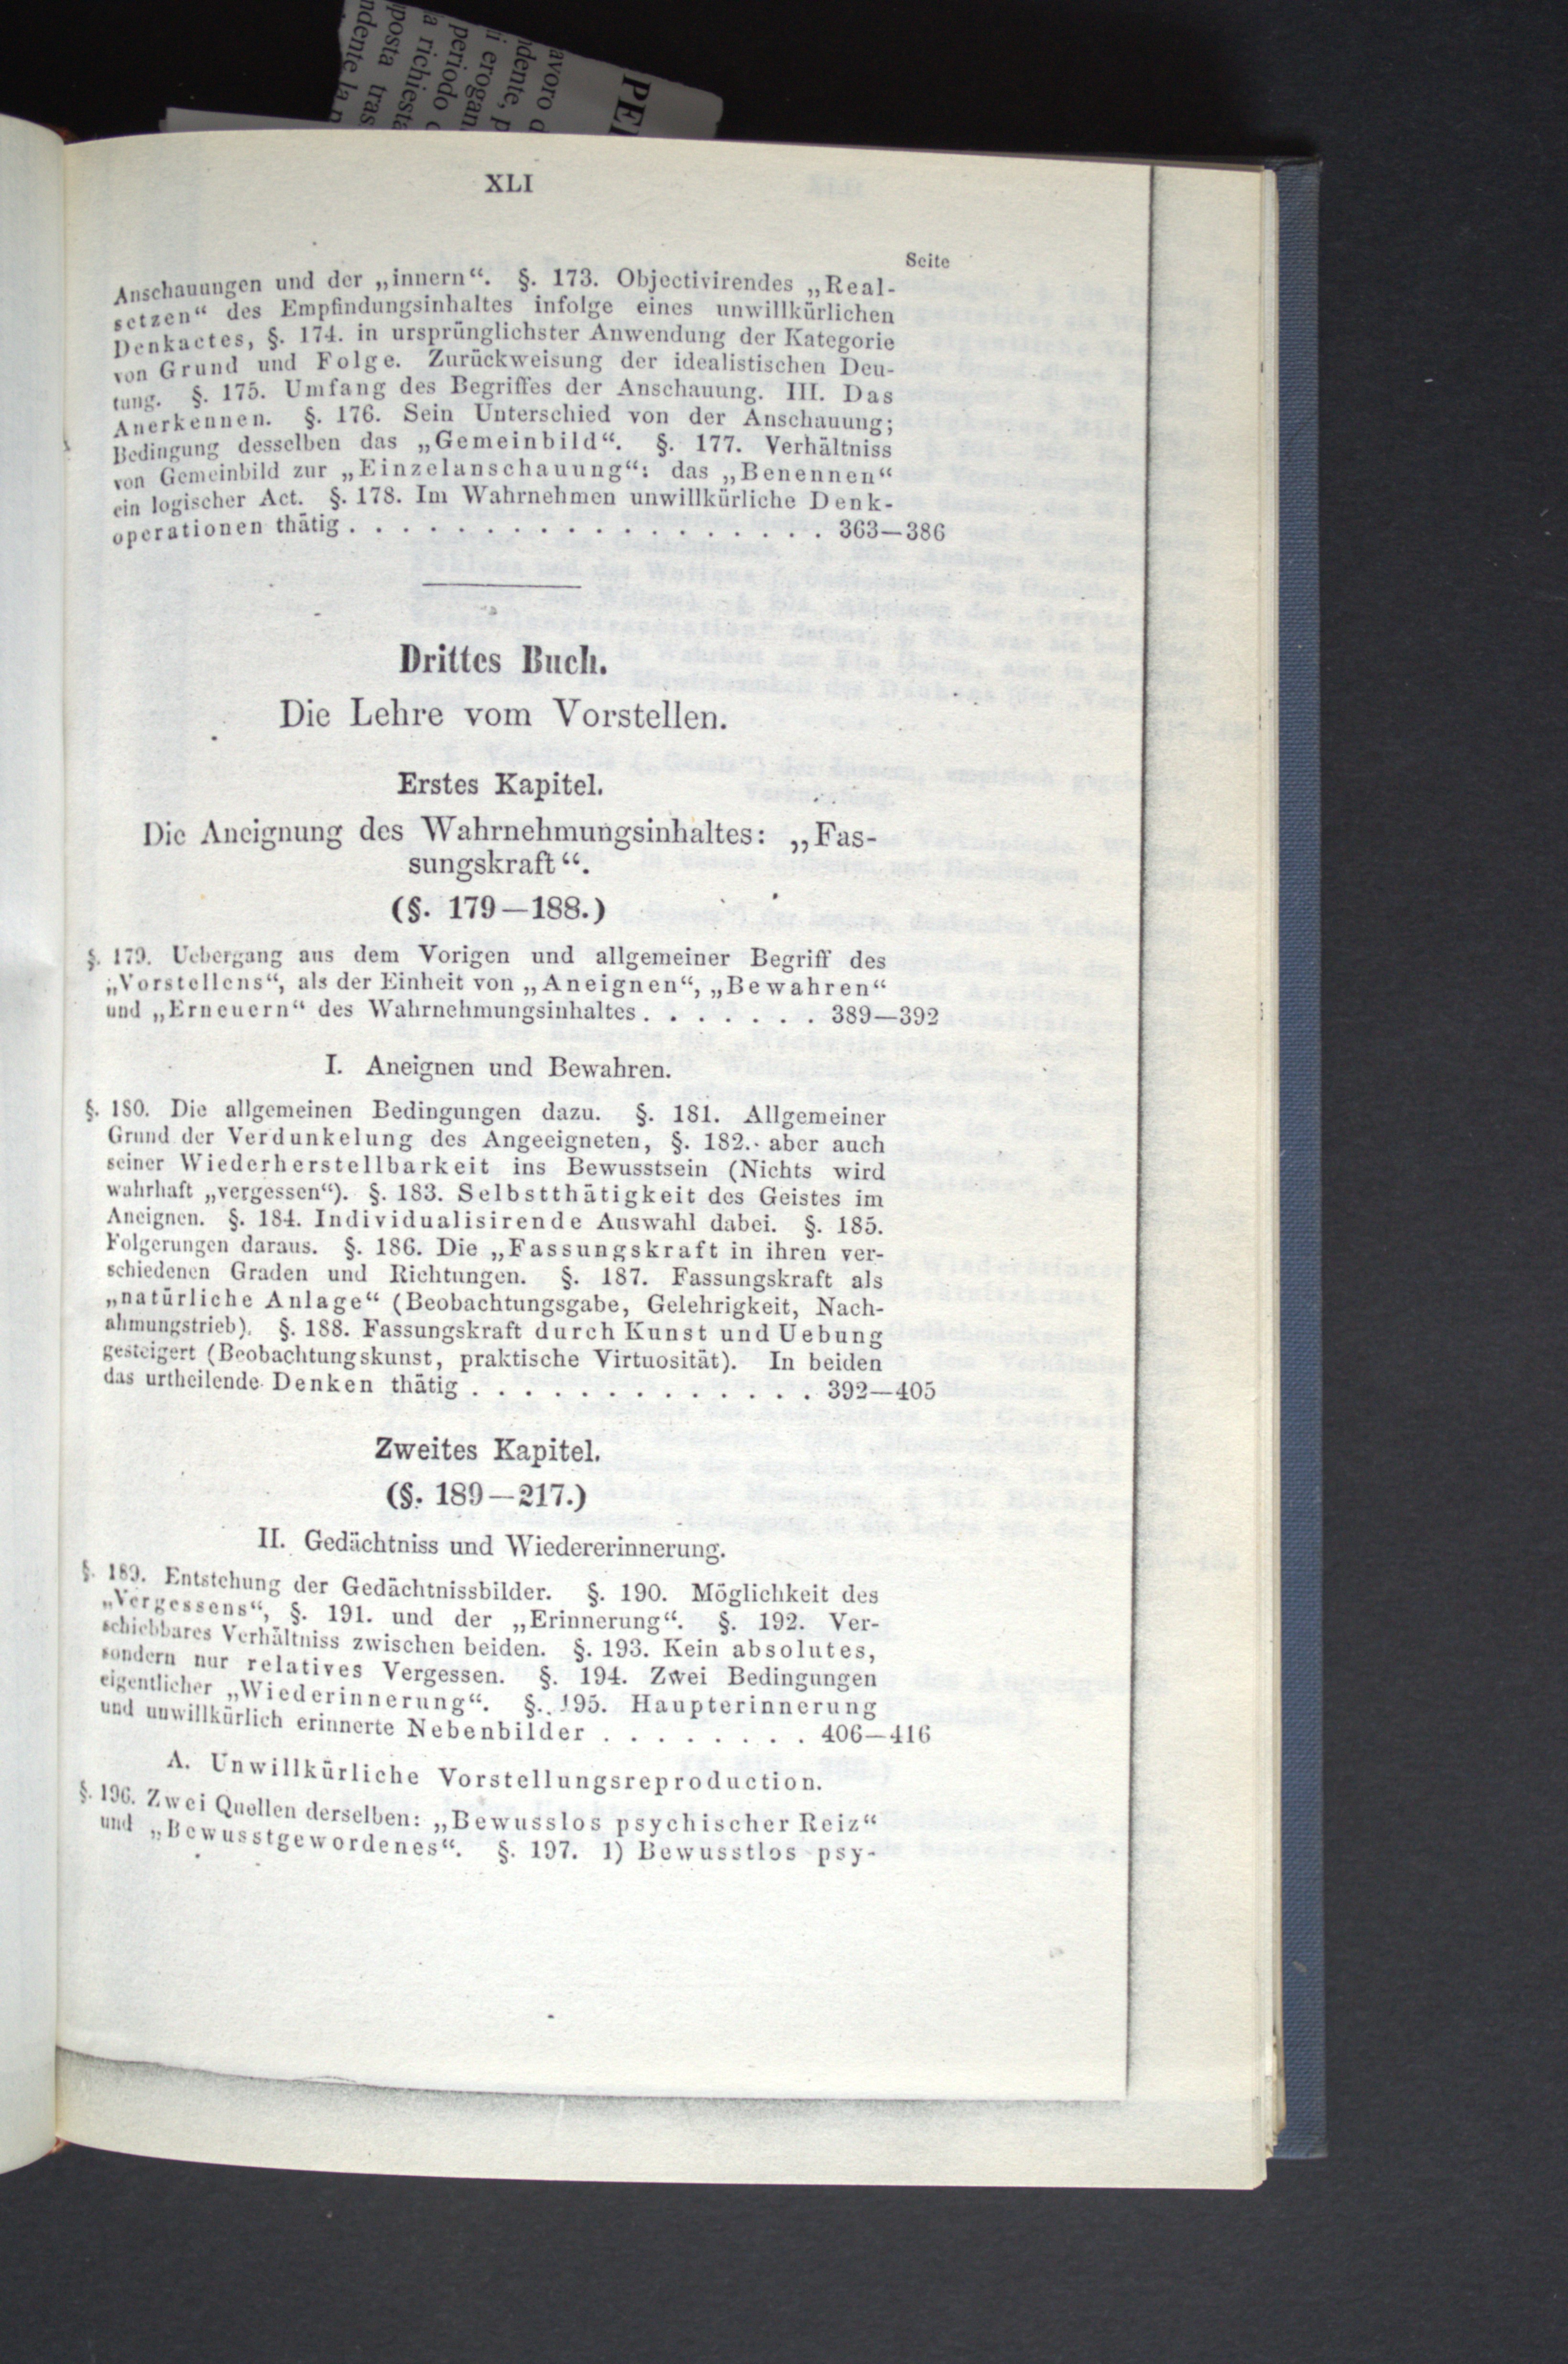 XLI
Seite
Anschauungen und der „innern“. §. 173. Objectivirendes „Real-
setzen“ des Empfindungsinhaltes infolge eines unwillkürlichen
Denkactes, §. 174. in ursprünglichster Anwendung der Kategorie
von Grund und Folge. Zurückweisung der idealistischen Deu-
tung. §. 175. Umfang des Begriffes der Anschauung. III. Das
Anerkennen. §. 176. Sein Unterschied von der Anschauung;
Bedingung desselben das „Gemeinbild“. §. 177. Verhältniss
von Gemeinbild zur „Einzelanschauung“: das „Benennen“
ein logischer Act. §. 178. Im Wahrnehmen unwillkürliche Denk-
operationen thätig . . . . . . . . . . . . . . . . . . 363—386
Drittes Buch.
Die Lehre vom Vorstellen.
Erstes Kapitel.
Die Aneignung des Wahrnehmungsinhaltes: „Fas-
sungskraft“.
(§. 179—188.)
§. 179. Uebergang aus dem Vorigen und allgemeiner Begriff des
„Vorstellens“, als der Einheit von „Aneignen“, „Bewahren“
und „Erneuern“ des Wahrnehmungsinhaltes . . . . . . . 389—392
I. Aneignen und Bewahren.
§. 180. Die allgemeinen Bedingungen dazu. §. 181. Allgemeiner
Grund der Verdunkelung des Angeeigneten, §. 182. aber auch
seiner Wiederherstellbarkeit ins Bewusstsein (Nichts wird
wahrhaft „vergessen“). §. 183. Selbstthätigkeit des Geistes im
Aneignen. §. 184. Individualisirende Auswahl dabei. §. 185.
Folgerungen daraus. §. 186. Die „Fassungskraft in ihren ver-
schiedenen Graden und Richtungen. §. 187. Fassungskraft als
„natürliche Anlage“ (Beobachtungsgabe, Gelehrigkeit, Nach-
ahmungstrieb). §. 188. Fassungskraft durch Kunst und Uebung
gesteigert (Beobachtungskunst, praktische Virtuosität). In beiden
das urtheilende Denken thätig . . . . . . . . . . . . . 392—405
Zweites Kapitel.
(§. 189—217.)
II. Gedächtniss und Wiedererinnerung.
§. 189. Entstehung der Gedächtnissbilder. §. 190. Möglichkeit des
„Vergessens“, §. 191. und der „Erinnerung“. §. 192. Ver-
schiebbares Verhältniss zwischen beiden. §. 193. Kein absolutes,
sondern nur relatives Vergessen. §. 194. Zwei Bedingungen
eigentlicher „Wiederinnerung“. §. 195. Haupterinnerung
und unwillkürlich erinnerte Nebenbilder . . . . . . . . 406—416
A. Unwillkürliche Vorstellungsreproduction.
§. 196. Zwei Quellen derselben: „Bewusslos psychischer Reiz“
und „Bewusstgewordenes“. §. 197. 1) Bewusstlos psy-